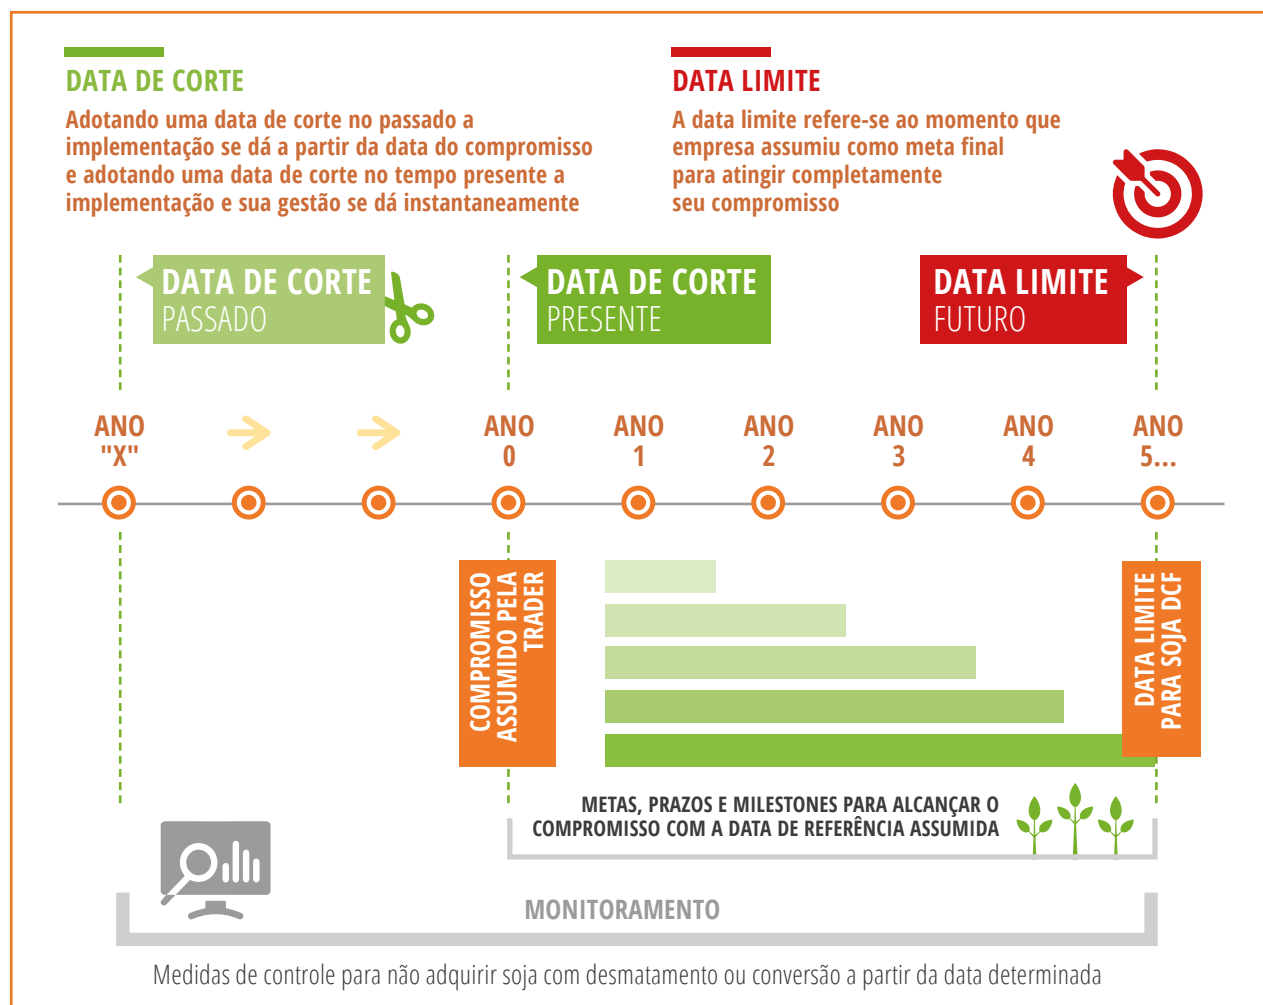 DATA DE CORTE
Adotando uma data de corte no passado a
implementação se dá a partir da data do compromisso
e adotando uma data de corte no tempo presente a
implementação e sua gestão se dá instantaneamente
DATA LIMITE
A data limite refere-se ao momento que
empresa assumiu como meta final
para atingir completamente
seu compromisso
DATA DE CORTE
PASSADO
DATA DE CORTE
PRESENTE
DATA LIMITE
FUTURO
ANO
"X"
ANO
0
ANO
1
ANO
2
ANO
3
ANO
4
ANO
5...
COMPROMISSO
ASSUMIDO PELA
TRADER
DATA LIMITE
PARA SOJA DCF
METAS, PRAZOS E MILESTONES PARA ALCANÇAR O
COMPROMISSO COM A DATA DE REFERÊNCIA ASSUMIDA
MONITORAMENTO
Medidas de controle para não adquirir soja com desmatamento ou conversão a partir da data determinada